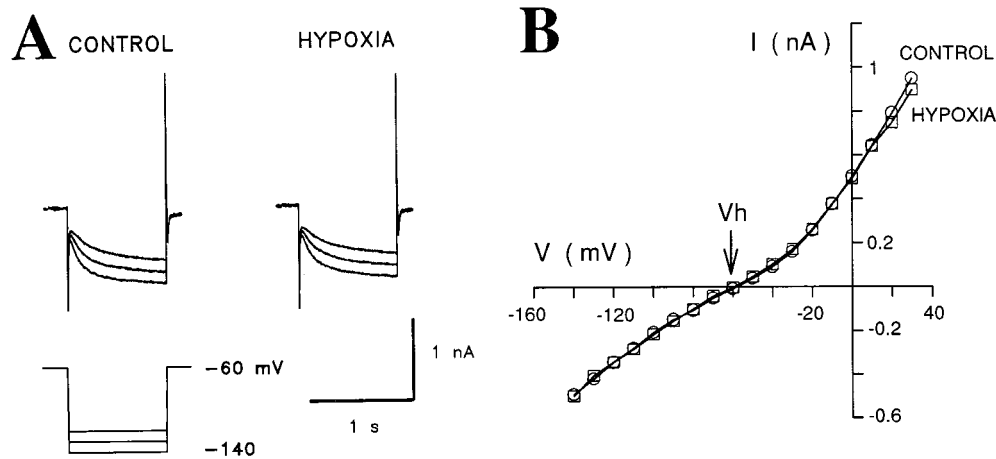 A
CONTROL
HYPOXIA
-60 mV
-140
1 nA
1 s
B
I (nA)
1
CONTROL
HYPOXIA
Vh
V (mV)
0.2
-160
-120
-20
40
-0.2
-0.6